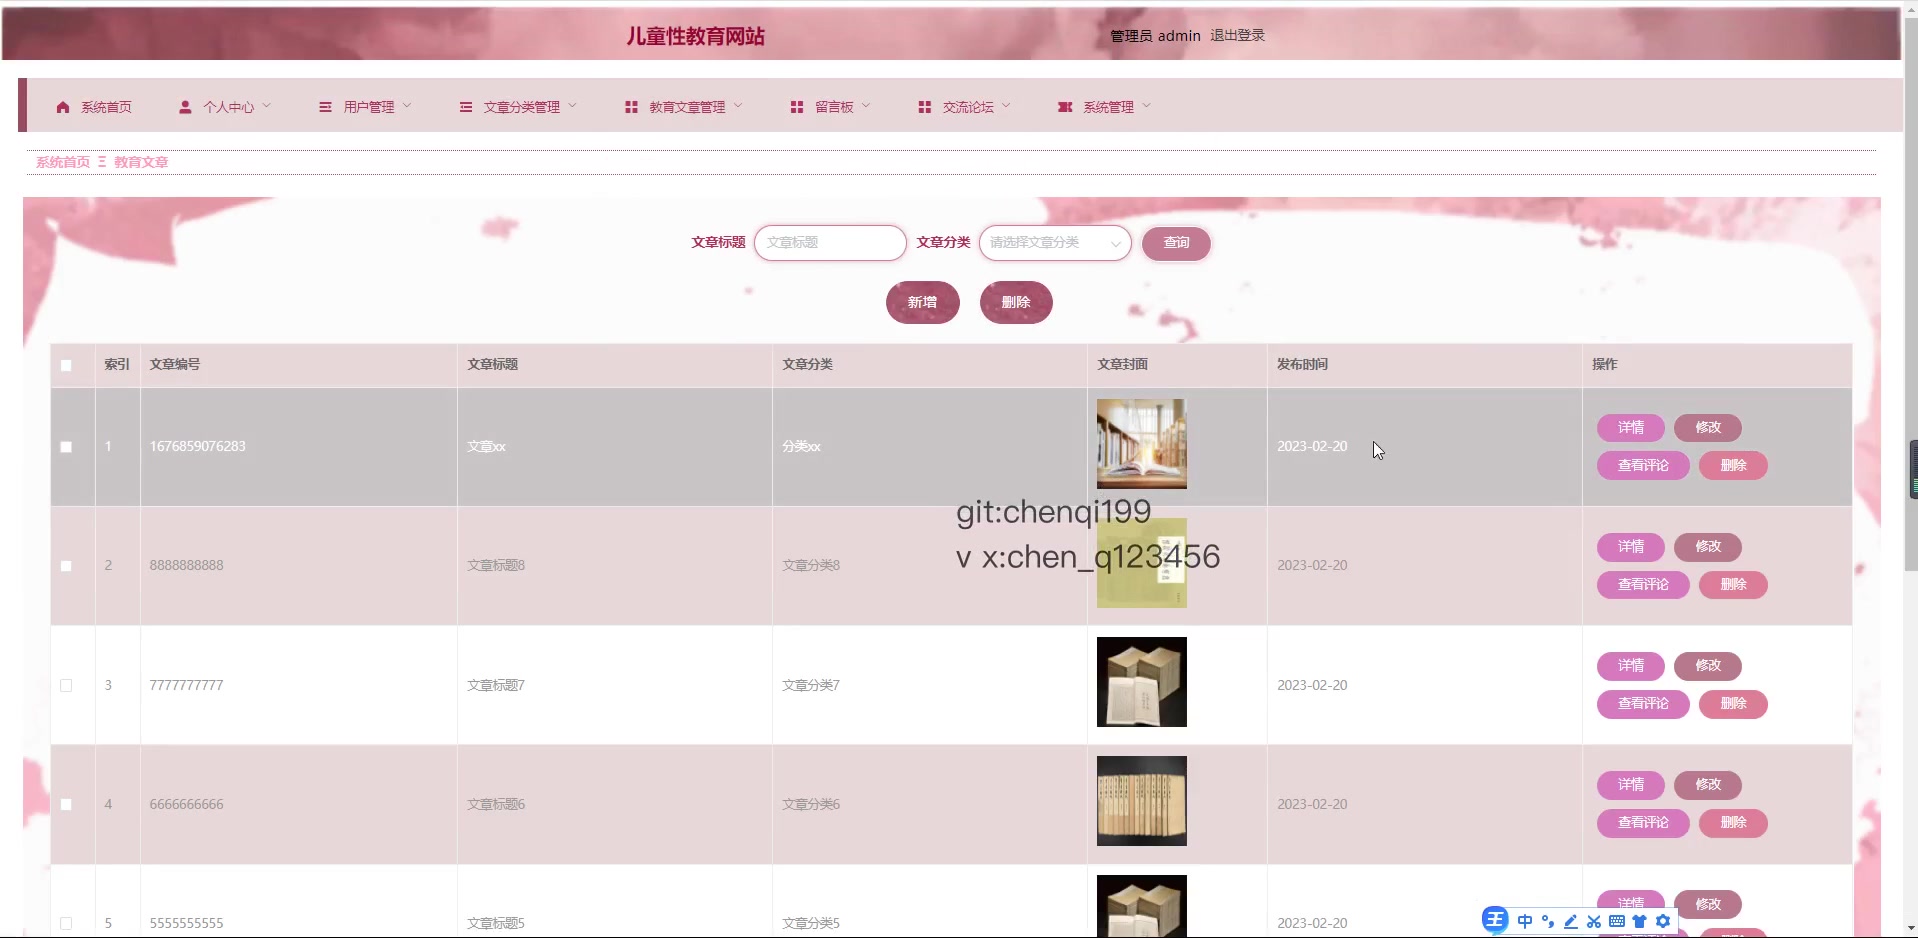 儿童性教育网站
管理员 admin 退出登录
系统首页 个人中心 用户管理 文章分类管理 教育文章管理 留言板 交流论坛 系统管理
系统首页 Ξ 教育文章
文章标题 文章标题 文章分类 请选择文章分类 查询
新增 删除
索引 文章编号 文章标题 文章分类 文章封面 发布时间 操作
1 1676859076283 文章xx 分类xx 2023-02-20 详情 修改
查看评论 删除
git:chenqi199
v x:chen_q123456
2 8888888888 文章标题8 文章分类8 2023-02-20 详情 修改
查看评论 删除
3 7777777777 文章标题7 文章分类7 2023-02-20 详情 修改
查看评论 删除
4 6666666666 文章标题6 文章分类6 2023-02-20 详情 修改
查看评论 删除
5 5555555555 文章标题5 文章分类5 2023-02-20 详情 修改
王 中